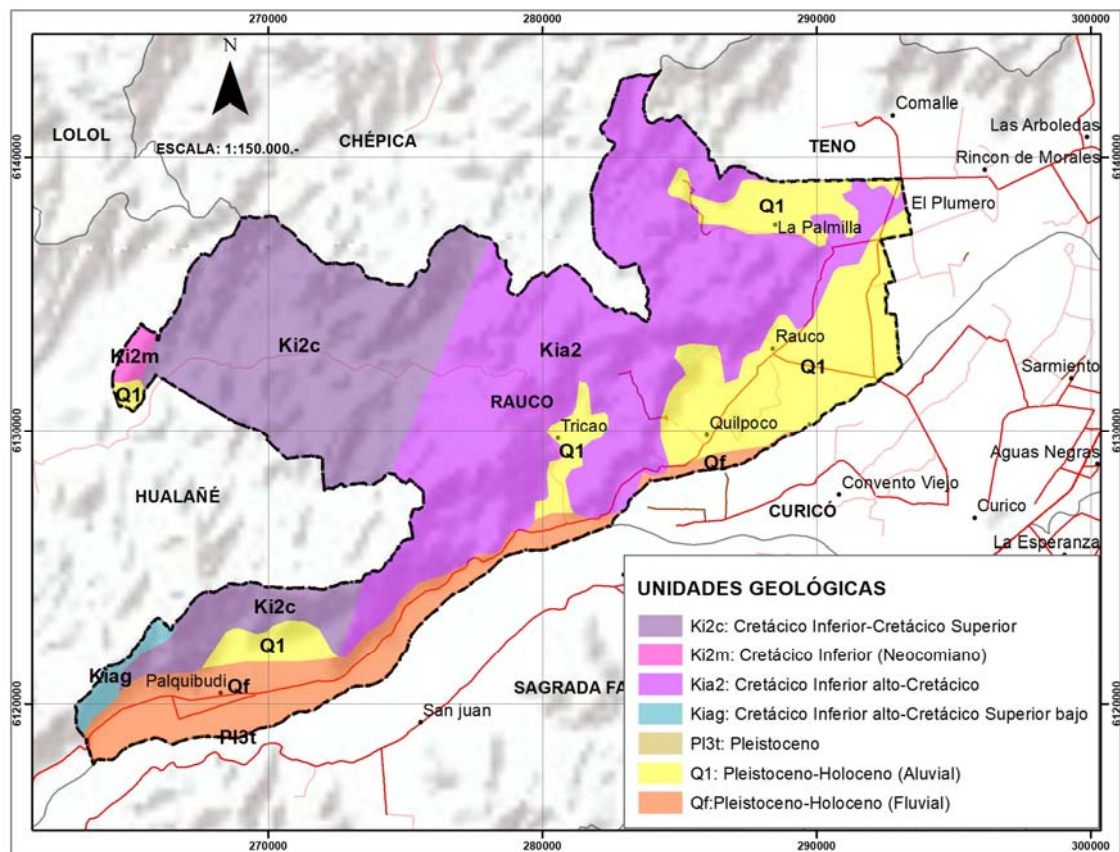 270000 280000 290000 300000
N
Comalle
LOLOL
CHÉPICA
TENO
Las Arboledas
ESCALA: 1:150.000.-
6140000
6140000
Rincon de Morales
El Plumero
Q1
La Palmilla
Ki2c
Kia2
Ki2m
Q1
Rauco
Q1
Sarmiento
RAUCO
6130000
6130000
Tricao
Q1
Quilpoco
Qf
Aguas Negras
HUALAÑÉ
Convento Viejo
CURICÓ
Curico
La Esperanza
Ki2c
Q1
Kiag
Palquibudi
Qf
SAGRADA FA
San juan
Pl3t
6120000
6120000
UNIDADES GEOLÓGICAS
Ki2c: Cretácico Inferior-Cretácico Superior
Ki2m: Cretácico Inferior (Neocomiano)
Kia2: Cretácico Inferior alto-Cretácico
Kiag: Cretácico Inferior alto-Cretácico Superior bajo
Pl3t: Pleistoceno
Q1: Pleistoceno-Holoceno (Aluvial)
Qf:Pleistoceno-Holoceno (Fluvial)
270000 280000 290000 300000